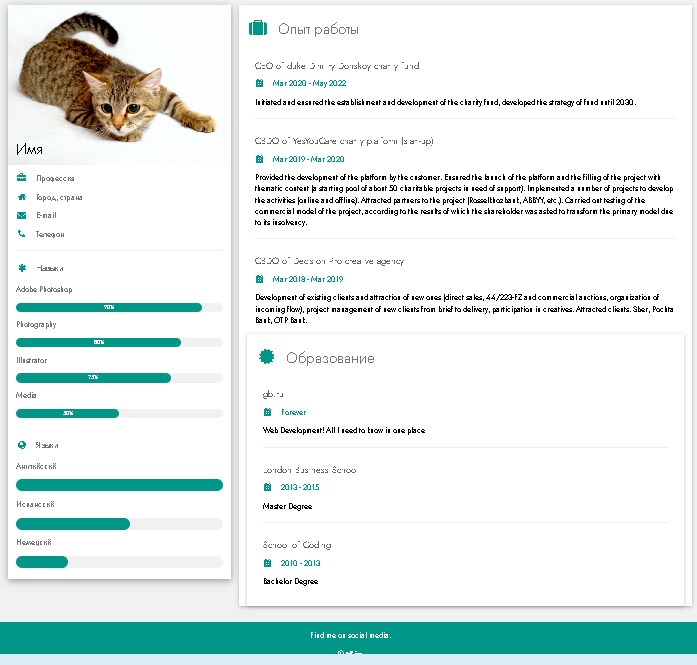 Имя
Профессия
Город, страна
E-mail
Телефон
Навыки
Adobe Photoshop
90%
Photography
80%
Illustrator
75%
Media
50%
Языки
Английский
Испанский
Немецкий
Опыт работы
CEO of duke Dmitry Donskoy charity fund
Mar 2020 - May 2022
Initiated and ensured the establishment and development of the charity fund, developed the strategy of fund until 2030.
CBDO of YesYouCare charity platform (start-up)
Mar 2019 - Mar 2020
Provided the development of the platform by the customer. Ensured the launch of the platform and the filling of the project with
thematic content (a starting pool of about 50 charitable projects in need of support). Implemented a number of projects to develop
the activities (online and offline). Attracted partners to the project (Rosselkhozbank, ABBYY, etc.). Carried out testing of the
commercial model of the project, according to the results of which the shareholder was asked to transform the primary model due
to its insolvency.
CBDO of Decision Pro creative agency
Mar 2018 - Mar 2019
Development of existing clients and attraction of new ones (direct sales, 44/223-FZ and commercial auctions, organization of
incoming flow), project management of new clients from brief to delivery, participation in creatives. Attracted clients: Sber, Pochta
Bank, OTP Bank.
Образование
gb.ru
Forever
Web Development! All I need to know in one place
London Business School
2013 - 2015
Master Degree
School of Coding
2010 - 2013
Bachelor Degree
Find me on social media.